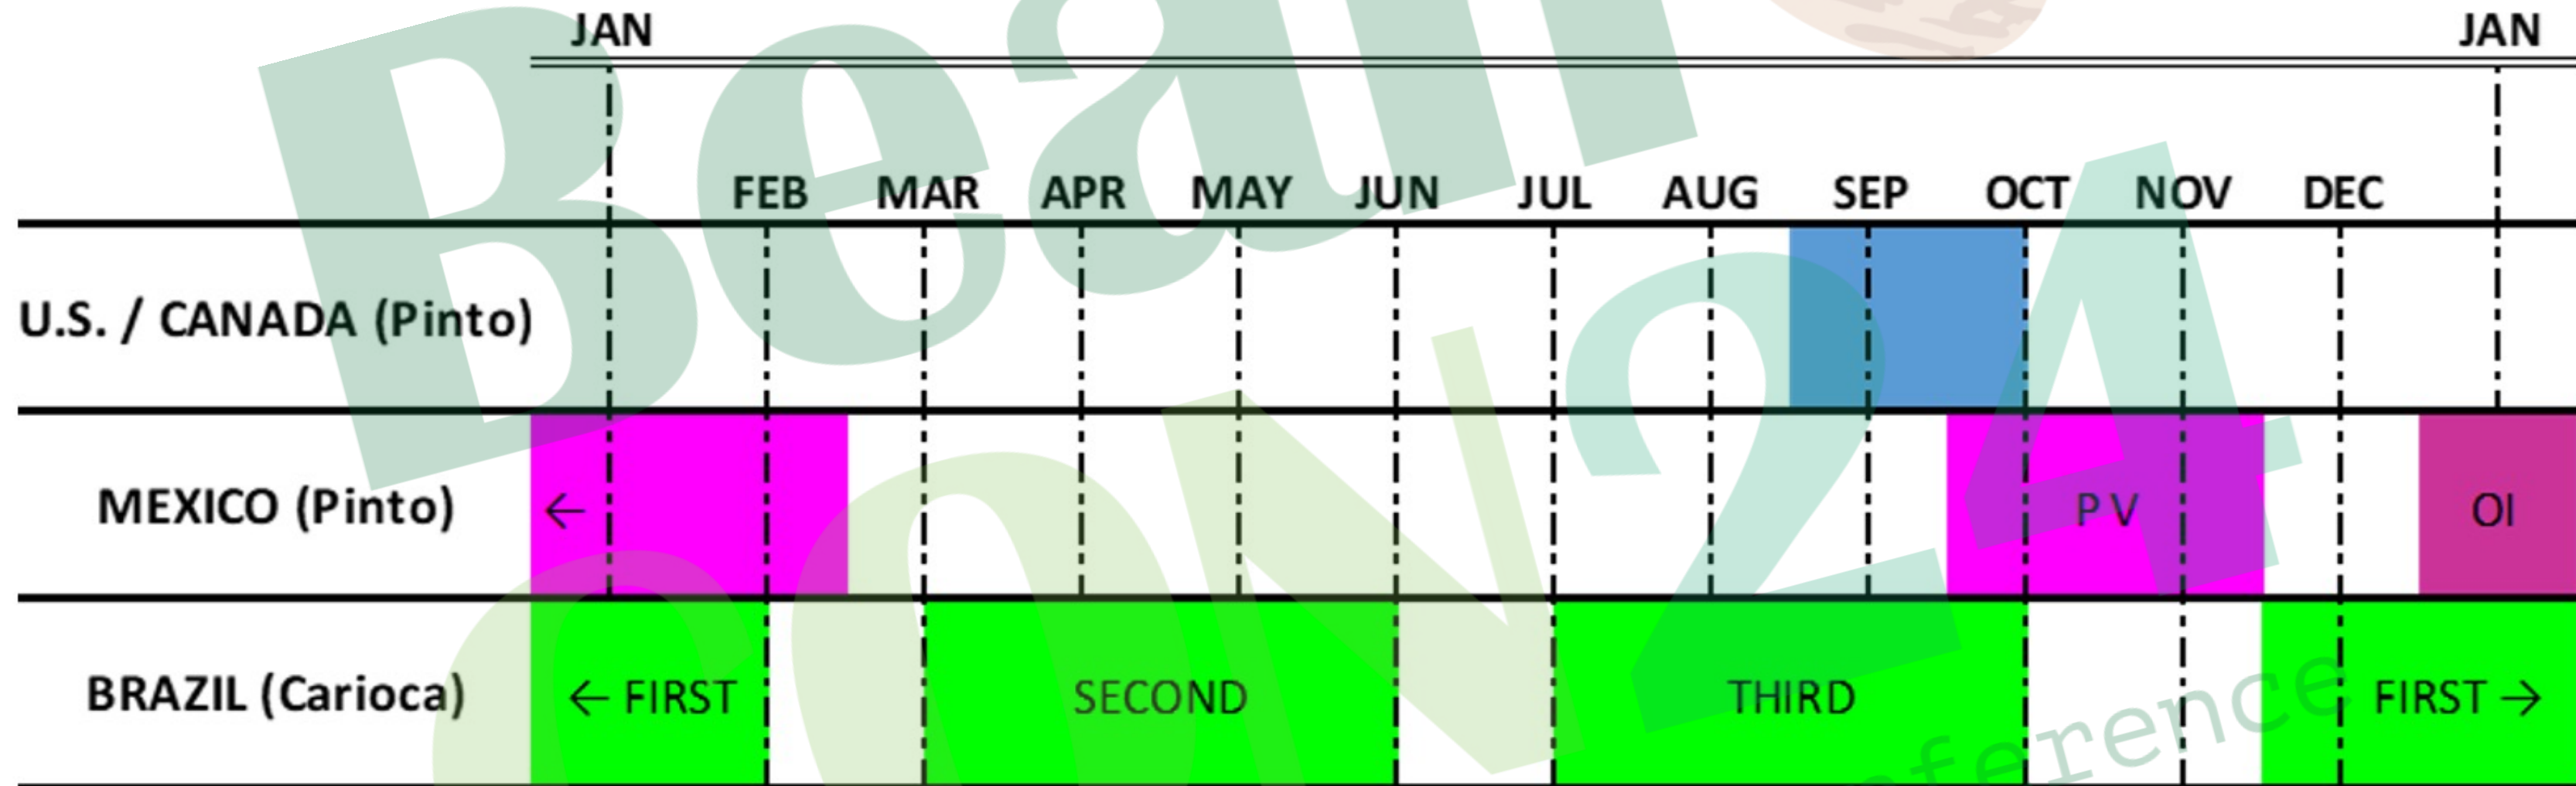 JAN JAN
FEB MAR APR MAY JUN JUL AUG SEP OCT NOV DEC
U.S. / CANADA (Pinto)
MEXICO (Pinto) ← P V OI
BRAZIL (Carioca) ← FIRST SECOND THIRD FIRST →
Bean
CON24